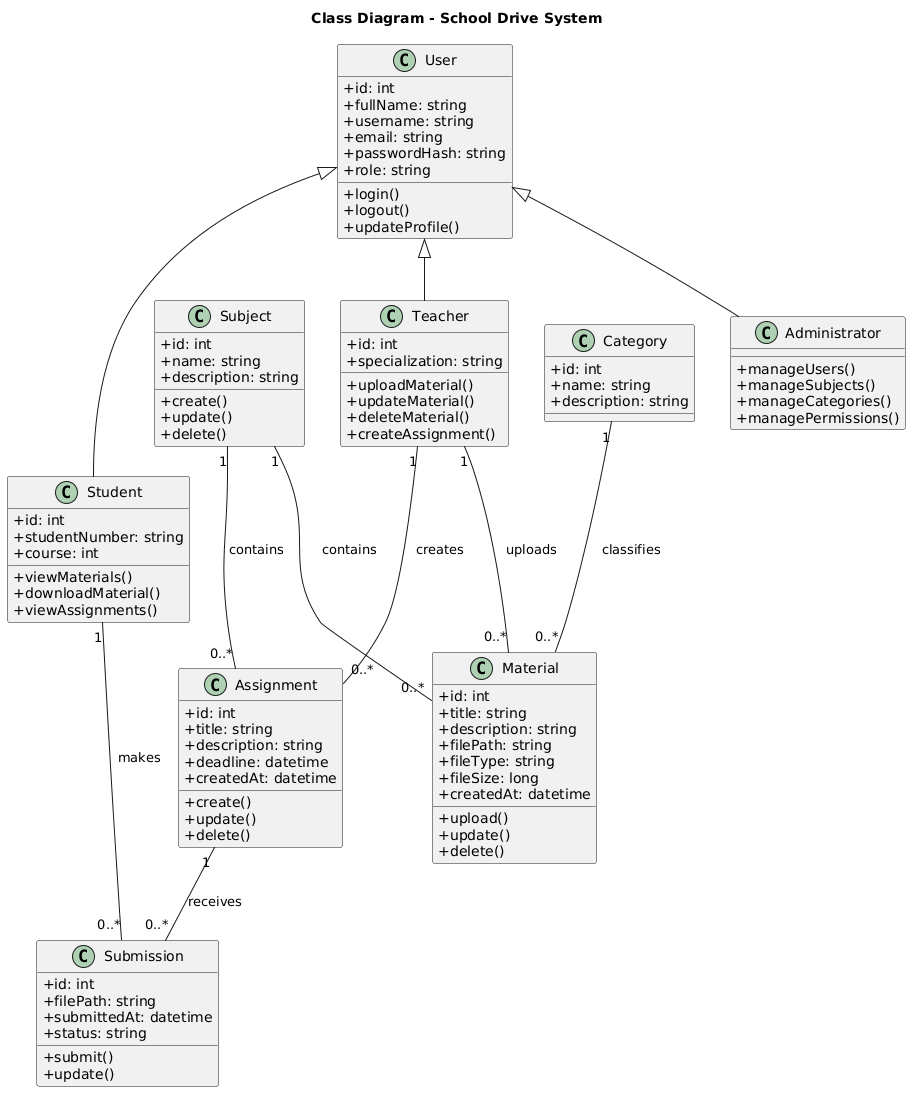 Class Diagram - School Drive System
C User
+id: int
+fullName: string
+username: string
+email: string
+passwordHash: string
+role: string
+login()
+logout()
+updateProfile()
C Subject
+id: int
+name: string
+description: string
+create()
+update()
+delete()
C Teacher
+id: int
+specialization: string
+uploadMaterial()
+updateMaterial()
+deleteMaterial()
+createAssignment()
C Category
+id: int
+name: string
+description: string
C Administrator
+manageUsers()
+manageSubjects()
+manageCategories()
+managePermissions()
1
1
1
1
1
C Student
+id: int
+studentNumber: string
+course: int
+viewMaterials()
+downloadMaterial()
+viewAssignments()
contains
contains
creates
uploads
classifies
1
0..*
0..*
0..*
0..*
0..*
C Assignment
+id: int
+title: string
+description: string
+deadline: datetime
+createdAt: datetime
+create()
+update()
+delete()
C Material
+id: int
+title: string
+description: string
+filePath: string
+fileType: string
+fileSize: long
+createdAt: datetime
+upload()
+update()
+delete()
makes
1
receives
0..*
0..*
C Submission
+id: int
+filePath: string
+submittedAt: datetime
+status: string
+submit()
+update()